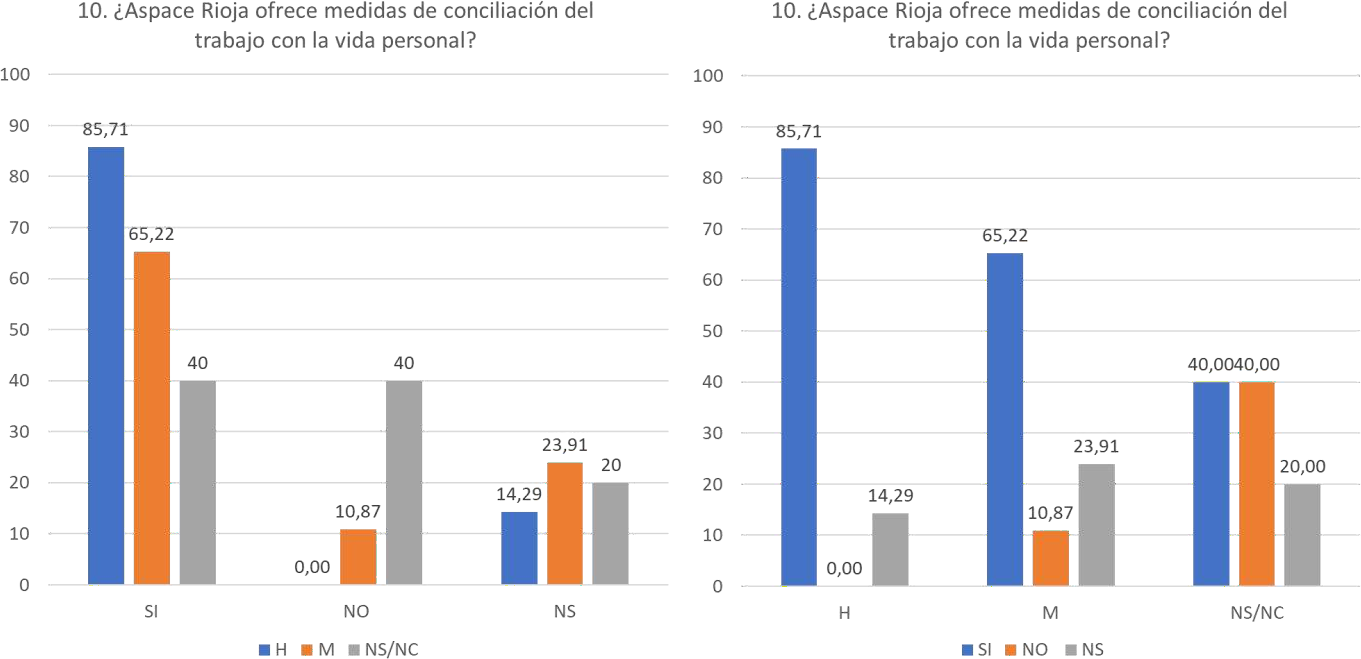 10. ¿Aspace Rioja ofrece medidas de conciliación del
trabajo con la vida personal?
100
90
80
70
60
50
40
30
20
10
0
85,71
65,22
40
0,00
10,87
40
14,29
23,91
20
SI
NO
NS
H
M
NS/NC
10. ¿Aspace Rioja ofrece medidas de conciliación del
trabajo con la vida personal?
100
90
80
70
60
50
40
30
20
10
0
85,71
0,00
14,29
65,22
10,87
23,91
40,00
40,00
20,00
H
M
NS/NC
SI
NO
NS